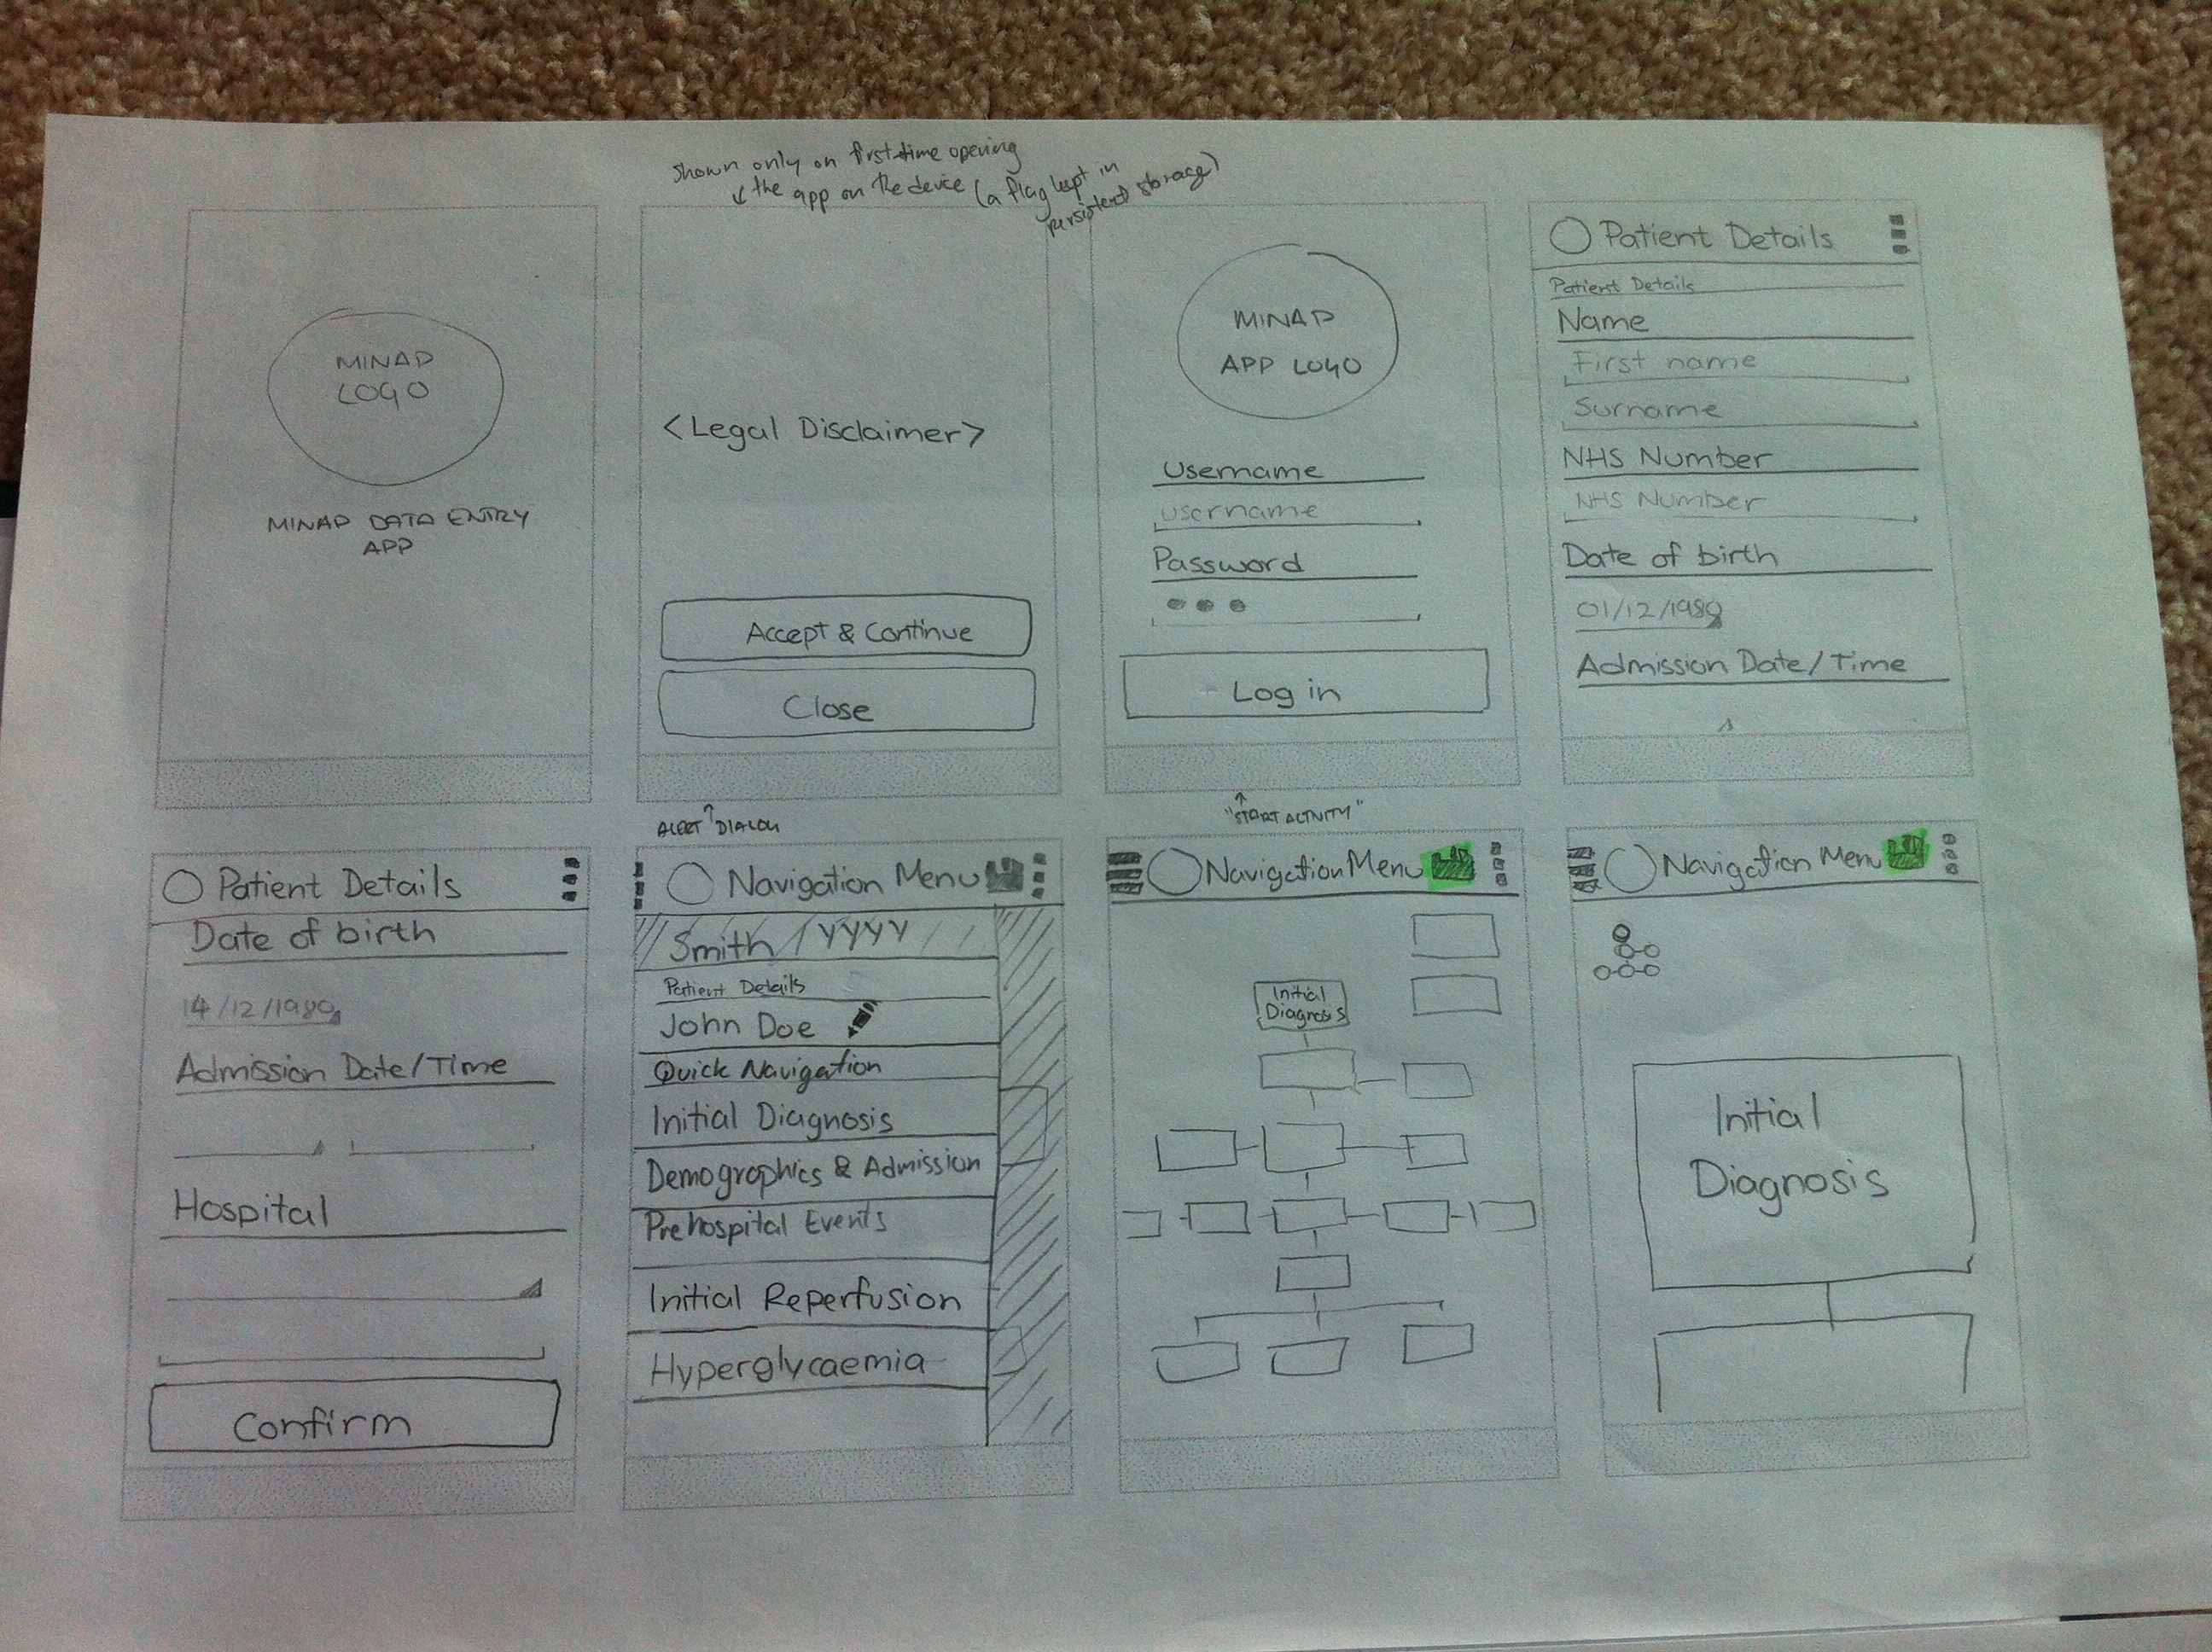 Shown only on first-time opening
the app on the device (a flag kept in
persistent storage)
MINAP
LOGO
MINAP DATA ENTRY
APP
<Legal Disclaimer>
Accept & Continue
Close
MINAP
APP LOGO
Username
username
Password
Log in
Patient Details
Patient Details
Name
First name
Surname
NHS Number
NHS Number
Date of birth
01/12/1989
Admission Date/Time
ALERT DIALOG
"START ACTIVITY"
Patient Details
Date of birth
14/12/1989
Admission Date/Time
Hospital
Confirm
Navigation Menu
Smith / YYYY
Patient Details
John Doe
Quick Navigation
Initial Diagnosis
Demographics & Admission
Prehospital Events
Initial Reperfusion
Hyperglycaemia
Navigation Menu
Initial
Diagnosis
Navigation Menu
Initial
Diagnosis